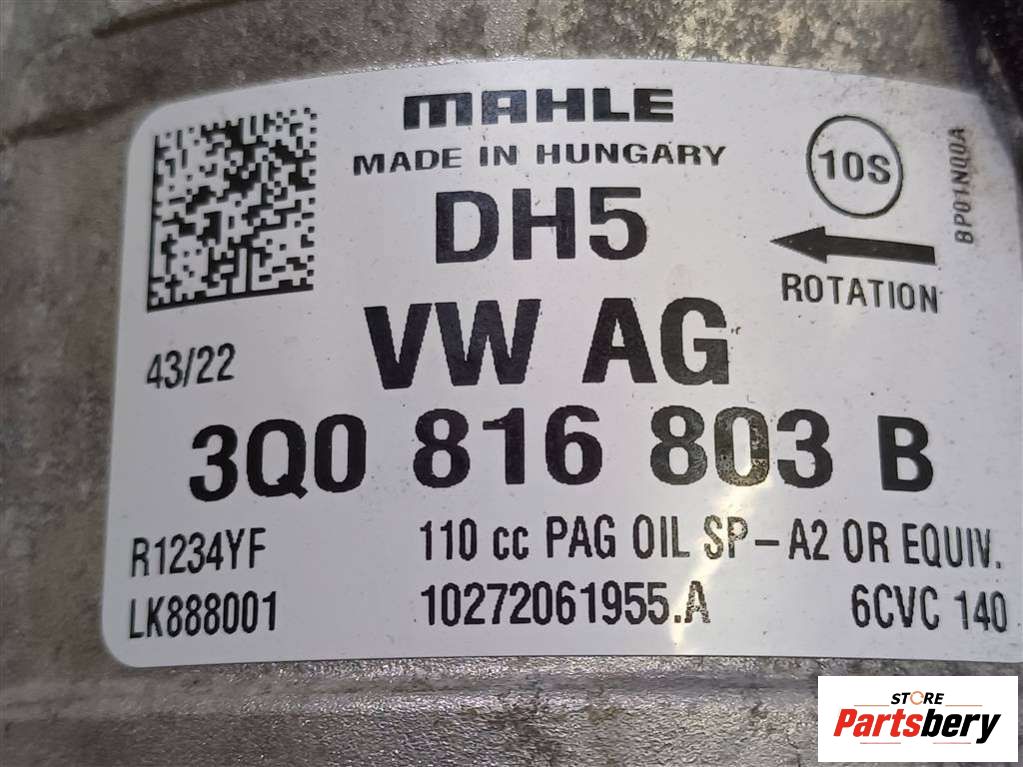 MAHLE
MADE IN HUNGARY
10S
BP01NQ0A
DH5
ROTATION
VW AG
43/22
3Q0 816 803 B
R1234YF
110 cc PAG OIL SP-A2 OR EQUIV.
LK888001
10272061955.A
6CVC 140
STORE
Partsbery